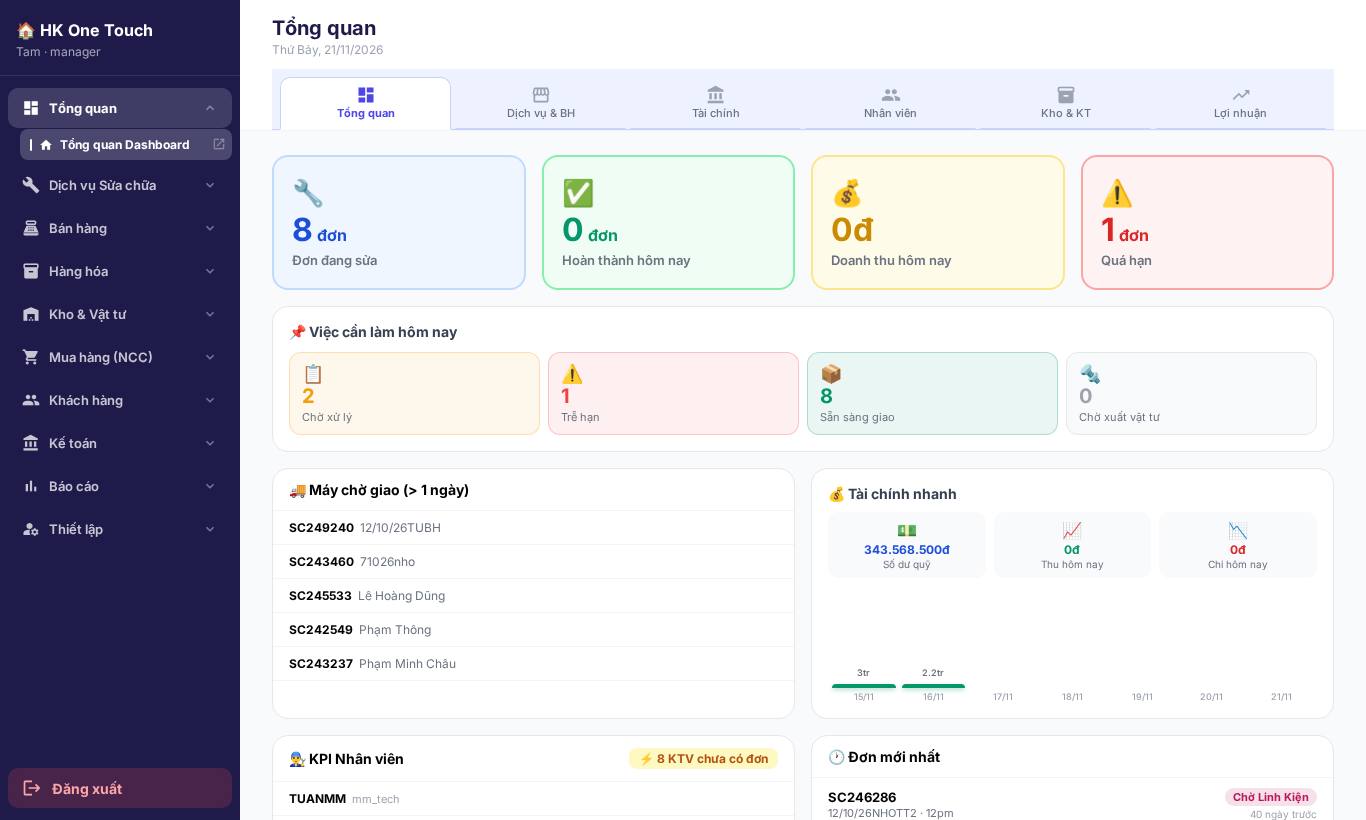 HK One Touch
Tam · manager
Tổng quan
Tổng quan Dashboard
Dịch vụ Sửa chữa
Bán hàng
Hàng hóa
Kho & Vật tư
Mua hàng (NCC)
Khách hàng
Kế toán
Báo cáo
Thiết lập
Đăng xuất
Tổng quan
Thứ Bảy, 21/11/2026
Tổng quan
Dịch vụ & BH
Tài chính
Nhân viên
Kho & KT
Lợi nhuận
8 đơn
Đơn đang sửa
0 đơn
Hoàn thành hôm nay
0đ
Doanh thu hôm nay
1 đơn
Quá hạn
Việc cần làm hôm nay
2
Chờ xử lý
1
Trễ hạn
8
Sẵn sàng giao
0
Chờ xuất vật tư
Máy chờ giao (> 1 ngày)
SC249240 12/10/26TUBH
SC243460 71026nho
SC245533 Lê Hoàng Dũng
SC242549 Phạm Thông
SC243237 Phạm Minh Châu
Tài chính nhanh
343.568.500đ
Số dư quỹ
0đ
Thu hôm nay
0đ
Chi hôm nay
3tr 2.2tr
15/11 16/11 17/11 18/11 19/11 20/11 21/11
KPI Nhân viên
8 KTV chưa có đơn
TUANMM mm_tech
Đơn mới nhất
SC246286 Chờ Linh Kiện
12/10/26NHOTT2 · 12pm 40 ngày trước